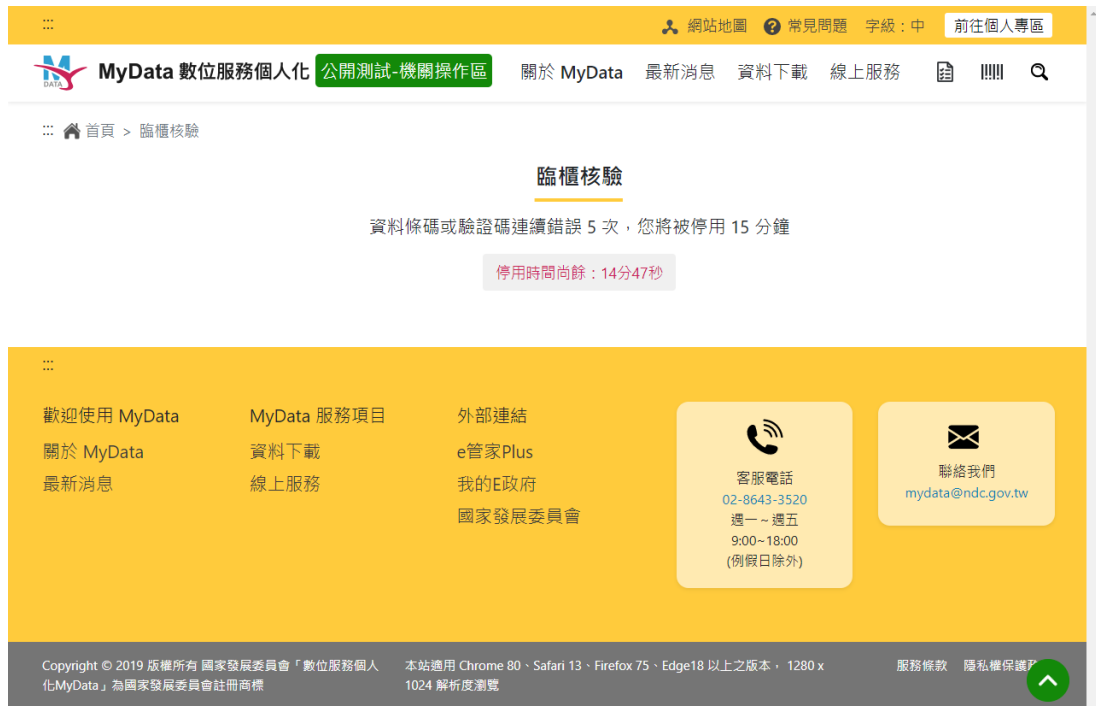 :::
網站地圖 常見問題 字級：中 前往個人專區
MyData 數位服務個人化 公開測試-機關操作區 關於 MyData 最新消息 資料下載 線上服務
DATA
::: 首頁 > 臨櫃核驗
臨櫃核驗
資料條碼或驗證碼連續錯誤 5 次，您將被停用 15 分鐘
停用時間尚餘：14分47秒
:::
歡迎使用 MyData
關於 MyData
最新消息
MyData 服務項目
資料下載
線上服務
外部連結
e管家Plus
我的E政府
國家發展委員會
客服電話
02-8643-3520
週一～週五
9:00~18:00
(例假日除外)
聯絡我們
mydata@ndc.gov.tw
Copyright © 2019 版權所有 國家發展委員會「數位服務個人
化MyData」為國家發展委員會註冊商標
本站適用 Chrome 80、Safari 13、Firefox 75、Edge18 以上之版本， 1280 x
1024 解析度瀏覽
服務條款 隱私權保護